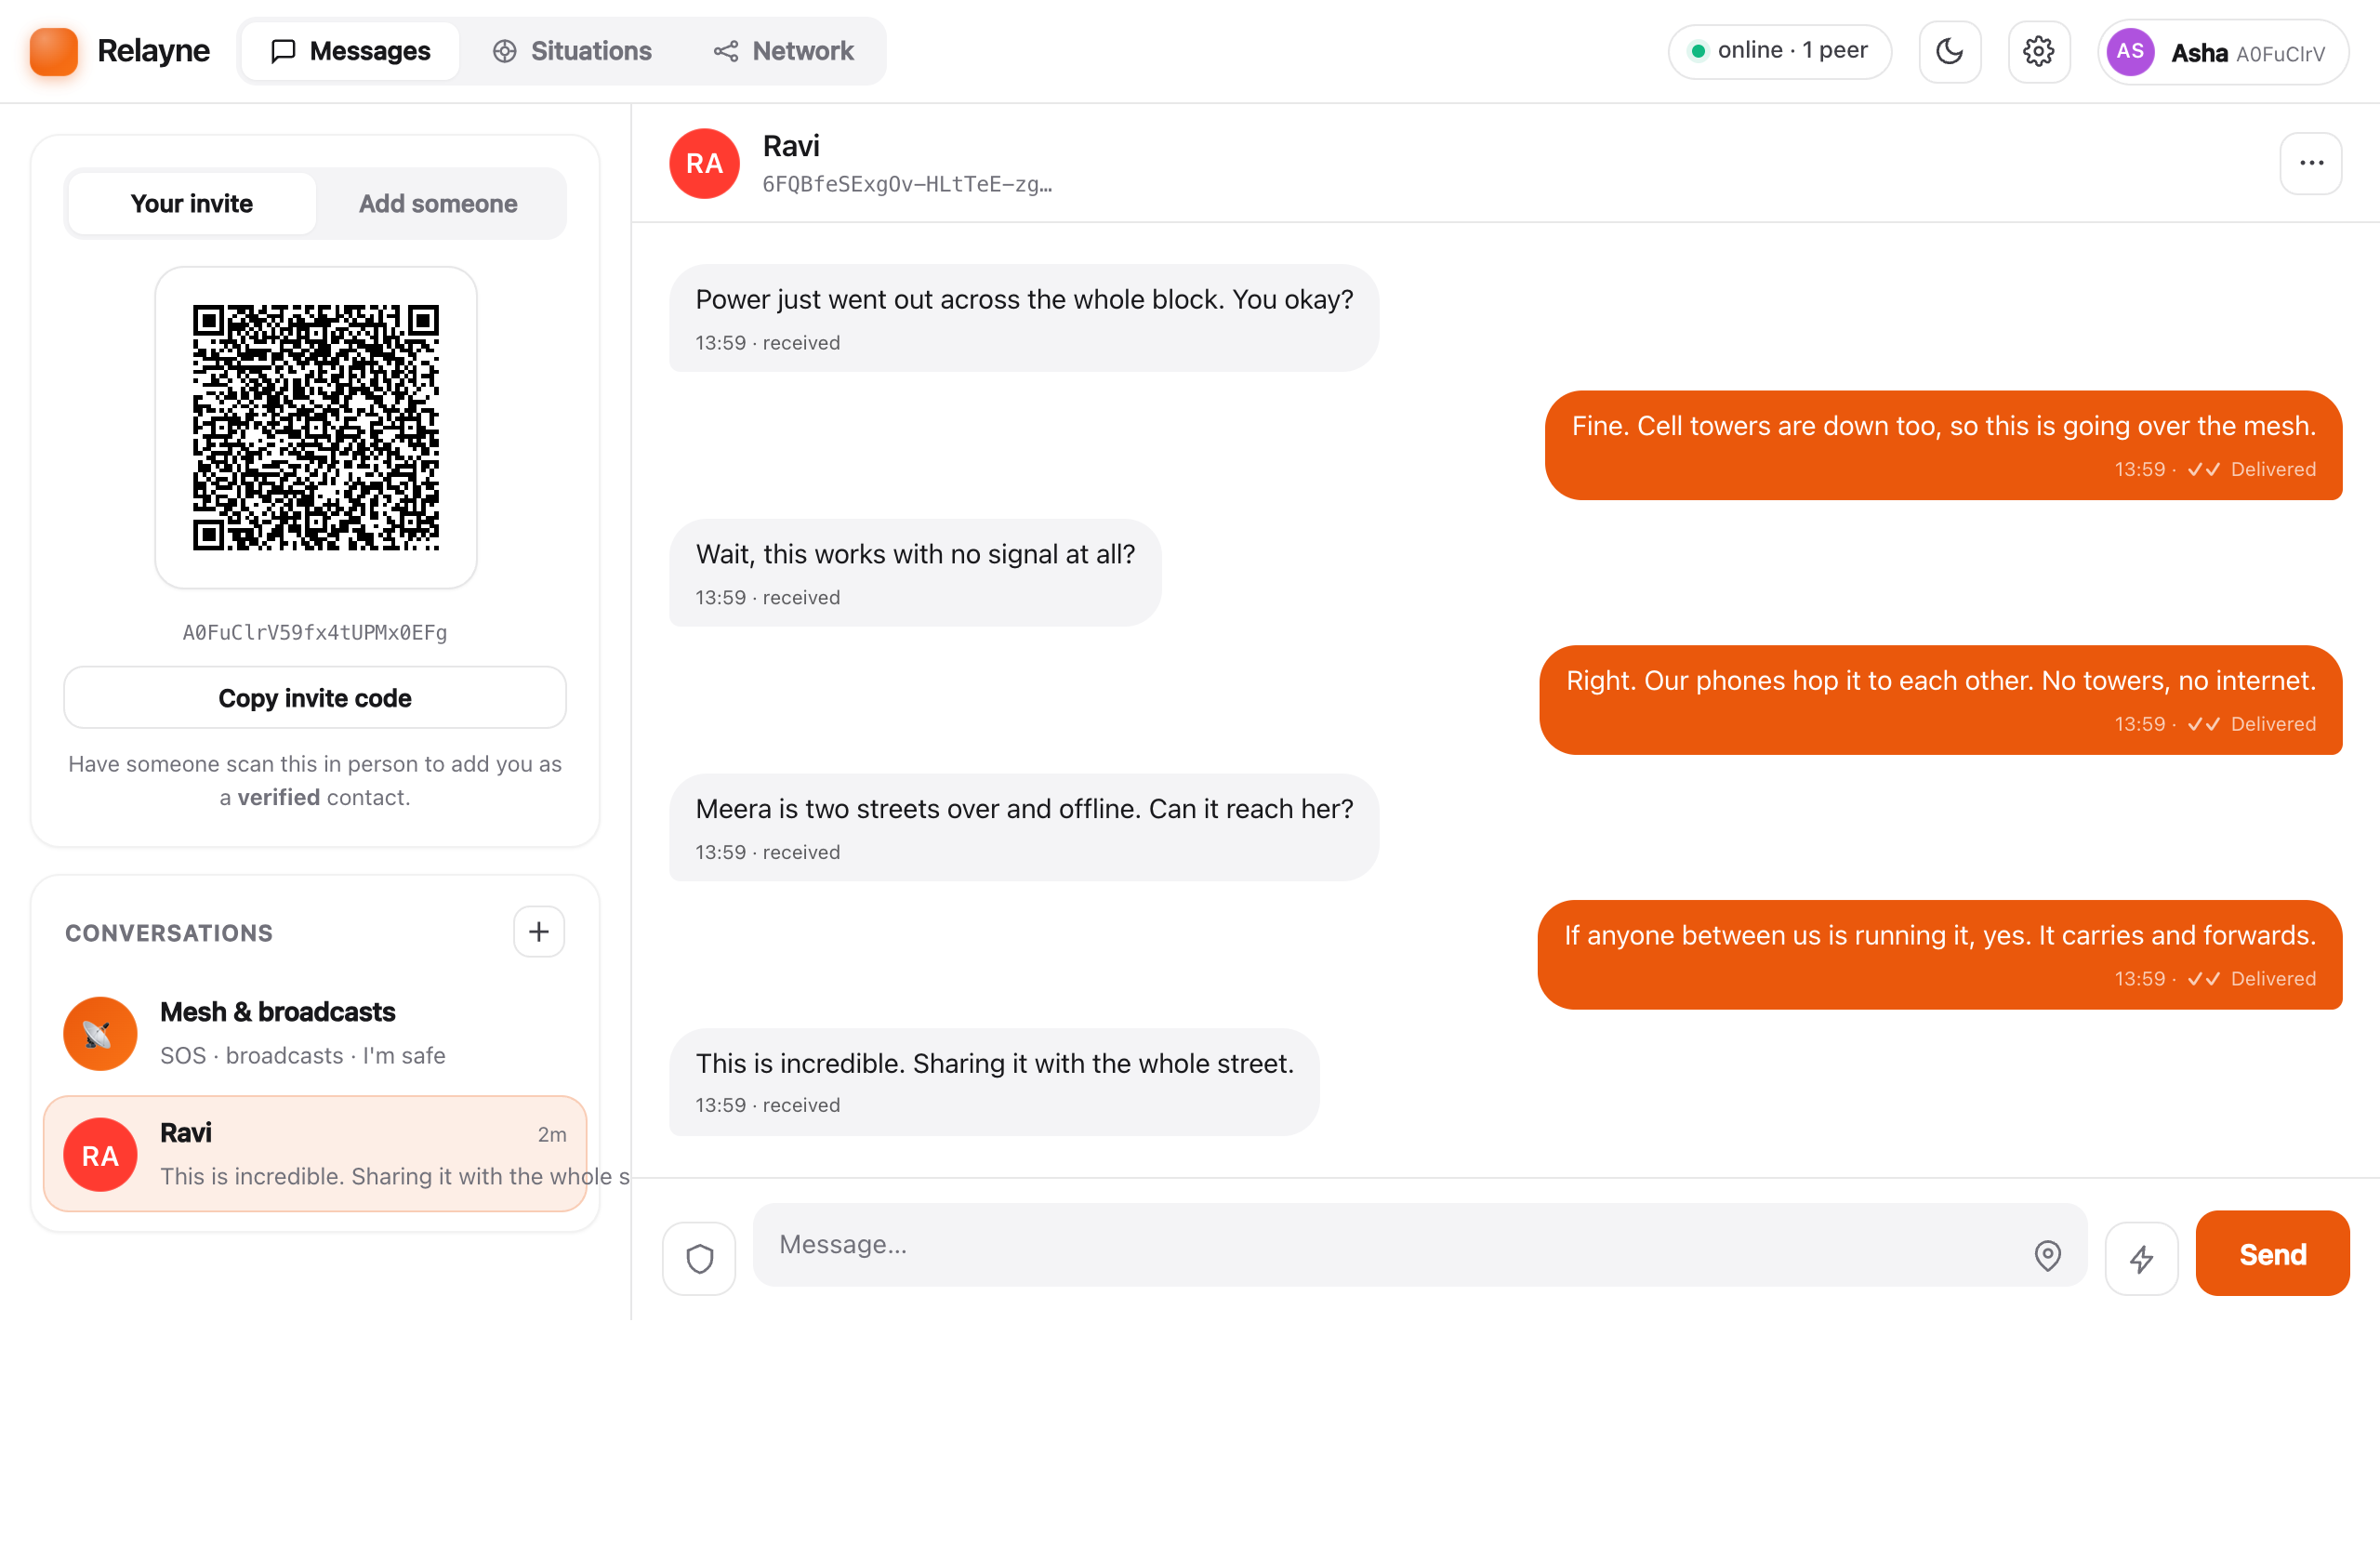 Relayne
Messages
Situations
Network
online · 1 peer
AS
Asha A0FuClrV
Your invite
Add someone
A0FuClrV59fx4tUPMx0EFg
Copy invite code
Have someone scan this in person to add you as
a verified contact.
CONVERSATIONS
Mesh & broadcasts
SOS · broadcasts · I'm safe
RA
Ravi
2m
This is incredible. Sharing it with the whole s
RA
Ravi
6FQBfeSExgOv-HLtTeE-zg…
Power just went out across the whole block. You okay?
13:59 · received
Fine. Cell towers are down too, so this is going over the mesh.
13:59 · ✓✓ Delivered
Wait, this works with no signal at all?
13:59 · received
Right. Our phones hop it to each other. No towers, no internet.
13:59 · ✓✓ Delivered
Meera is two streets over and offline. Can it reach her?
13:59 · received
If anyone between us is running it, yes. It carries and forwards.
13:59 · ✓✓ Delivered
This is incredible. Sharing it with the whole street.
13:59 · received
Message...
Send